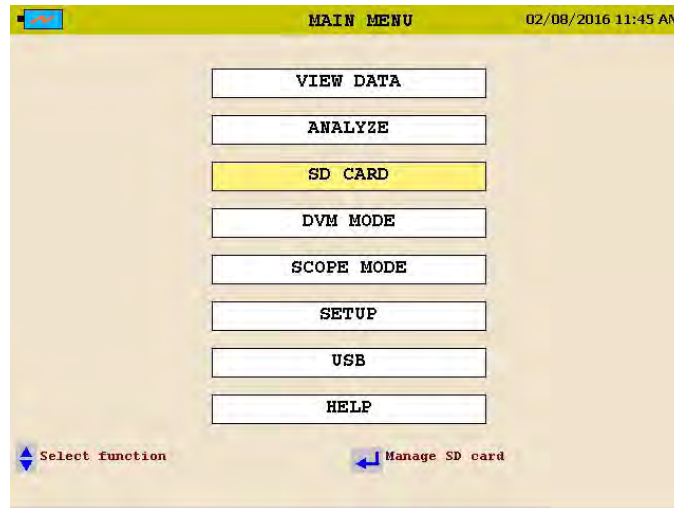 MAIN MENU 02/08/2016 11:45 AM
VIEW DATA
ANALYZE
SD CARD
DVM MODE
SCOPE MODE
SETUP
USB
HELP
Select function Manage SD card